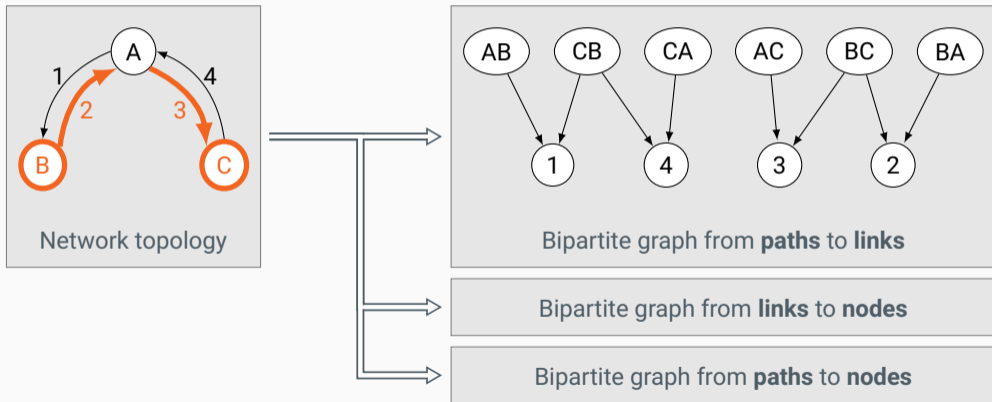 A
1
4
2
3
B
C
Network topology
AB
CB
CA
AC
BC
BA
1
4
3
2
Bipartite graph from paths to links
Bipartite graph from links to nodes
Bipartite graph from paths to nodes